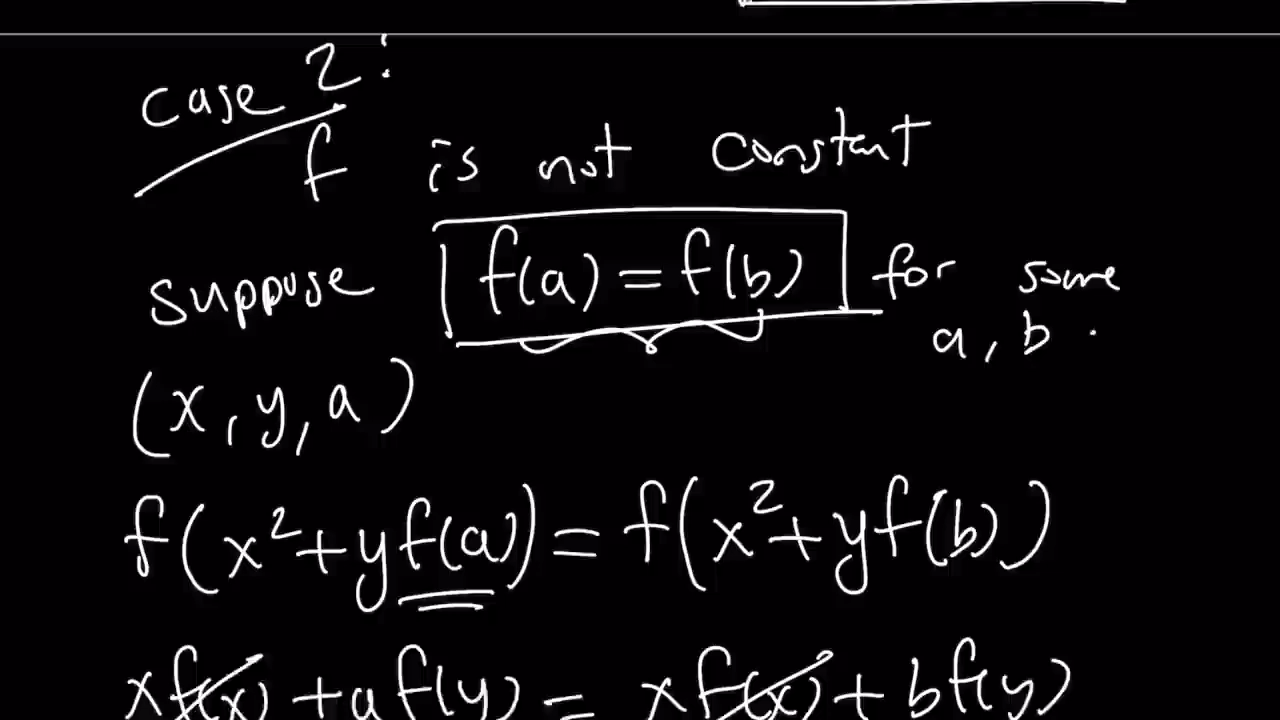 case 2:
f is not constant
suppose f(a) = f(b) for some
a, b.
(x, y, a)
f(x²+yf(a)) = f(x²+yf(b))
xf(x) + af(y) = xf(x) + bf(y)